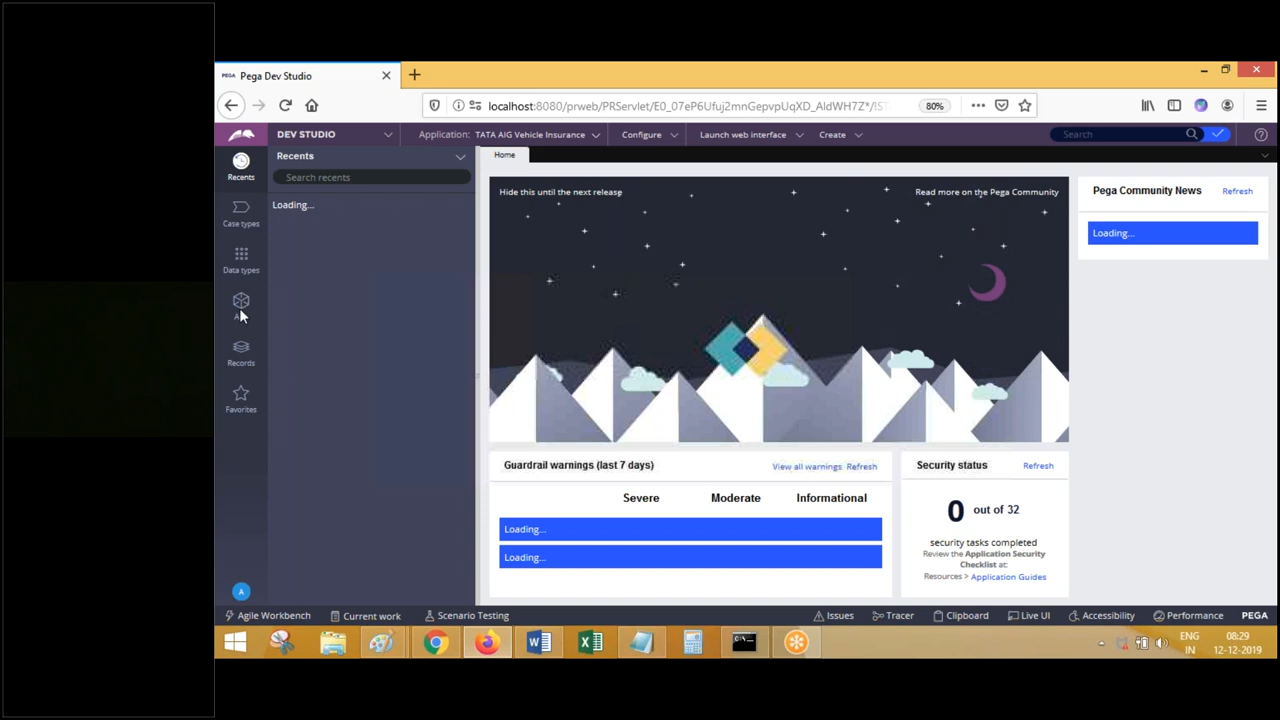 PEGA Pega Dev Studio
localhost:8080/prweb/PRServlet/E0_07eP6Ufuj2mnGepvpUqXD_AldWH7Z*/!ST 80%
DEV STUDIO Application: TATA AIG Vehicle Insurance Configure Launch web interface Create Search
Recents
Home
Recents
Search recents
Hide this until the next release
Read more on the Pega Community
Pega Community News Refresh
Loading...
Loading...
Case types
Data types
Records
Favorites
Guardrail warnings (last 7 days) View all warnings Refresh
Severe Moderate Informational
Loading...
Loading...
Security status Refresh
0 out of 32
security tasks completed
Review the Application Security
Checklist at:
Resources > Application Guides
A
Agile Workbench Current work Scenario Testing Issues Tracer Clipboard Live UI Accessibility Performance PEGA
ENG
IN
08:29
12-12-2019